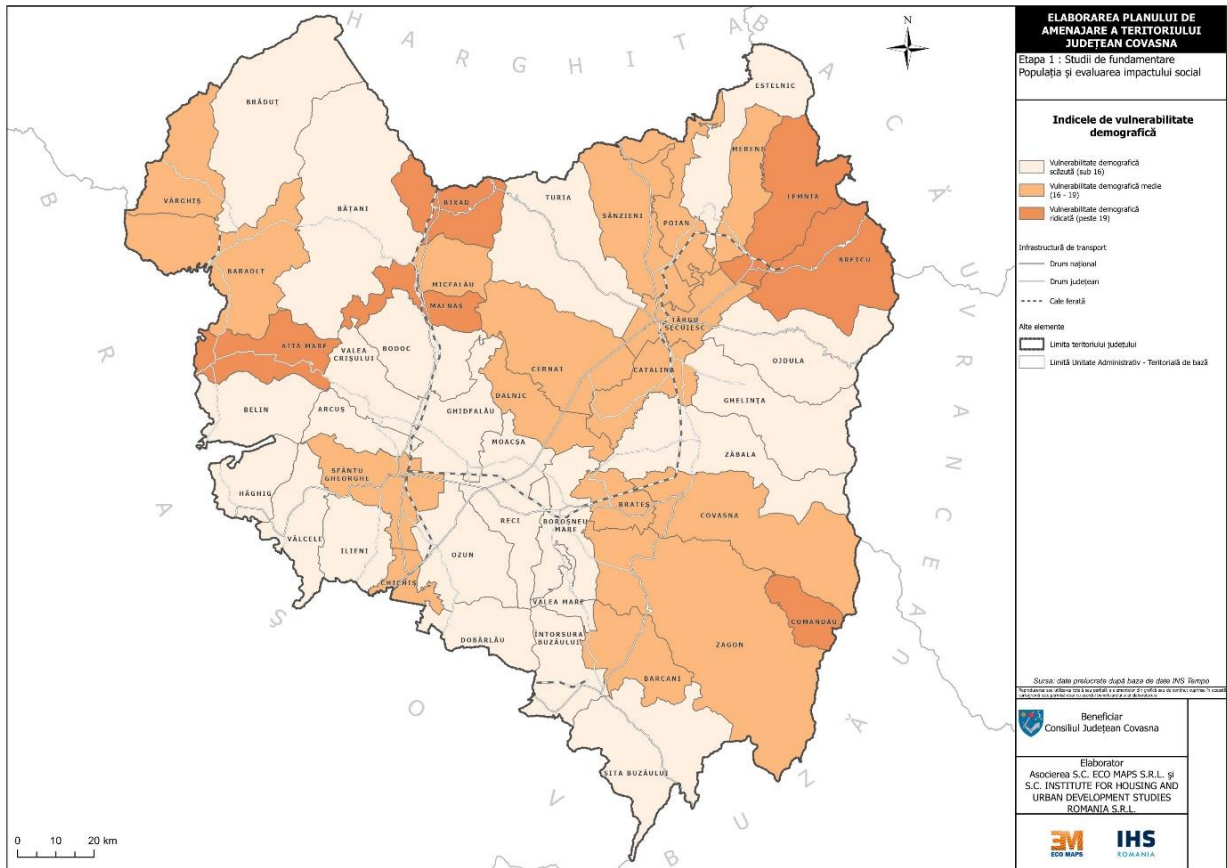 ELABORAREA PLANULUI DE
AMENAJARE A TERITORIULUI
JUDEȚEAN COVASNA
Etapa 1 : Studii de fundamentare
Populația și evaluarea impactului social
Indicele de vulnerabilitate
demografică
Vulnerabilitate demografică
scăzută (sub 16)
Vulnerabilitate demografică medie
(16 - 19)
Vulnerabilitate demografică
ridicată (peste 19)
Infrastructură de transport
Drum național
Drum județean
Cale ferată
Alte elemente
Limita teritoriului județului
Limită Unitate Administrativ - Teritorială de bază
Sursa: date prelucrate după baza de date INS Tempo
Beneficiar
Consiliul Județean Covasna
Elaborator
Asocierea S.C. ECO MAPS S.R.L. și
S.C. INSTITUTE FOR HOUSING AND
URBAN DEVELOPMENT STUDIES
ROMANIA S.R.L.
ECO MAPS
IHS
ROMANIA
N
HARGHITA
BACĂU
VRANCEA
BUZĂU
BRAȘOV
ESTELNIC
BRĂDUȚ
MERENI
LEMNIA
VÂRGHIȘ
BĂȚANI
BIXAD
TURIA
SÂNZIENI
POIAN
BRETCU
BARAOLT
MICFALĂU
MALNAȘ
TÂRGU
SECUIESC
AITA MARE
VALEA
CRIȘULUI
BODOC
CERNAT
CATALINA
OJDULA
DALNIC
GHELINȚA
BELIN
ARCUȘ
GHIDFALĂU
MOACȘA
ZĂBALA
SFÂNTU
GHEORGHE
HĂGHIG
BRATEȘ
COVASNA
RECI
BOROȘNEU
MARE
VÂLCELE
ILIENI
OZUN
CHICHIȘ
VALEA MARE
COMANDĂU
DOBÂRLĂU
ÎNTORSURA
BUZĂULUI
ZAGON
BARCANI
SITA BUZĂULUI
0 10 20 km